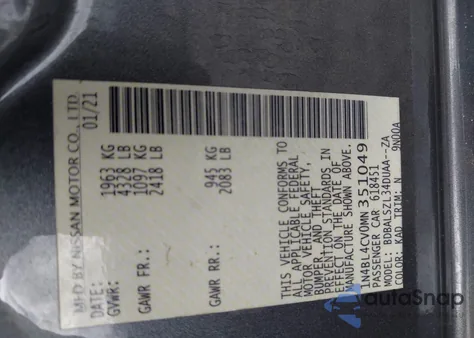 MFD BY NISSAN MOTOR CO., LTD.
DATE: 01/21
GVWR: 1963 KG
4328 LB
GAWR FR.: 1097 KG
2418 LB
GAWR RR.: 945 KG
2083 LB
THIS VEHICLE CONFORMS TO
ALL APPLICABLE FEDERAL
MOTOR VEHICLE SAFETY,
BUMPER, AND THEFT
PREVENTION STANDARDS IN
EFFECT ON THE DATE OF
MANUFACTURE SHOWN ABOVE.
1N4BL4CV0MN351049
PASSENGER CAR 618451
MODEL: BDBALSZL34DUAA--ZA
COLOR: KAD TRIM: N 9N00A
autoSnap